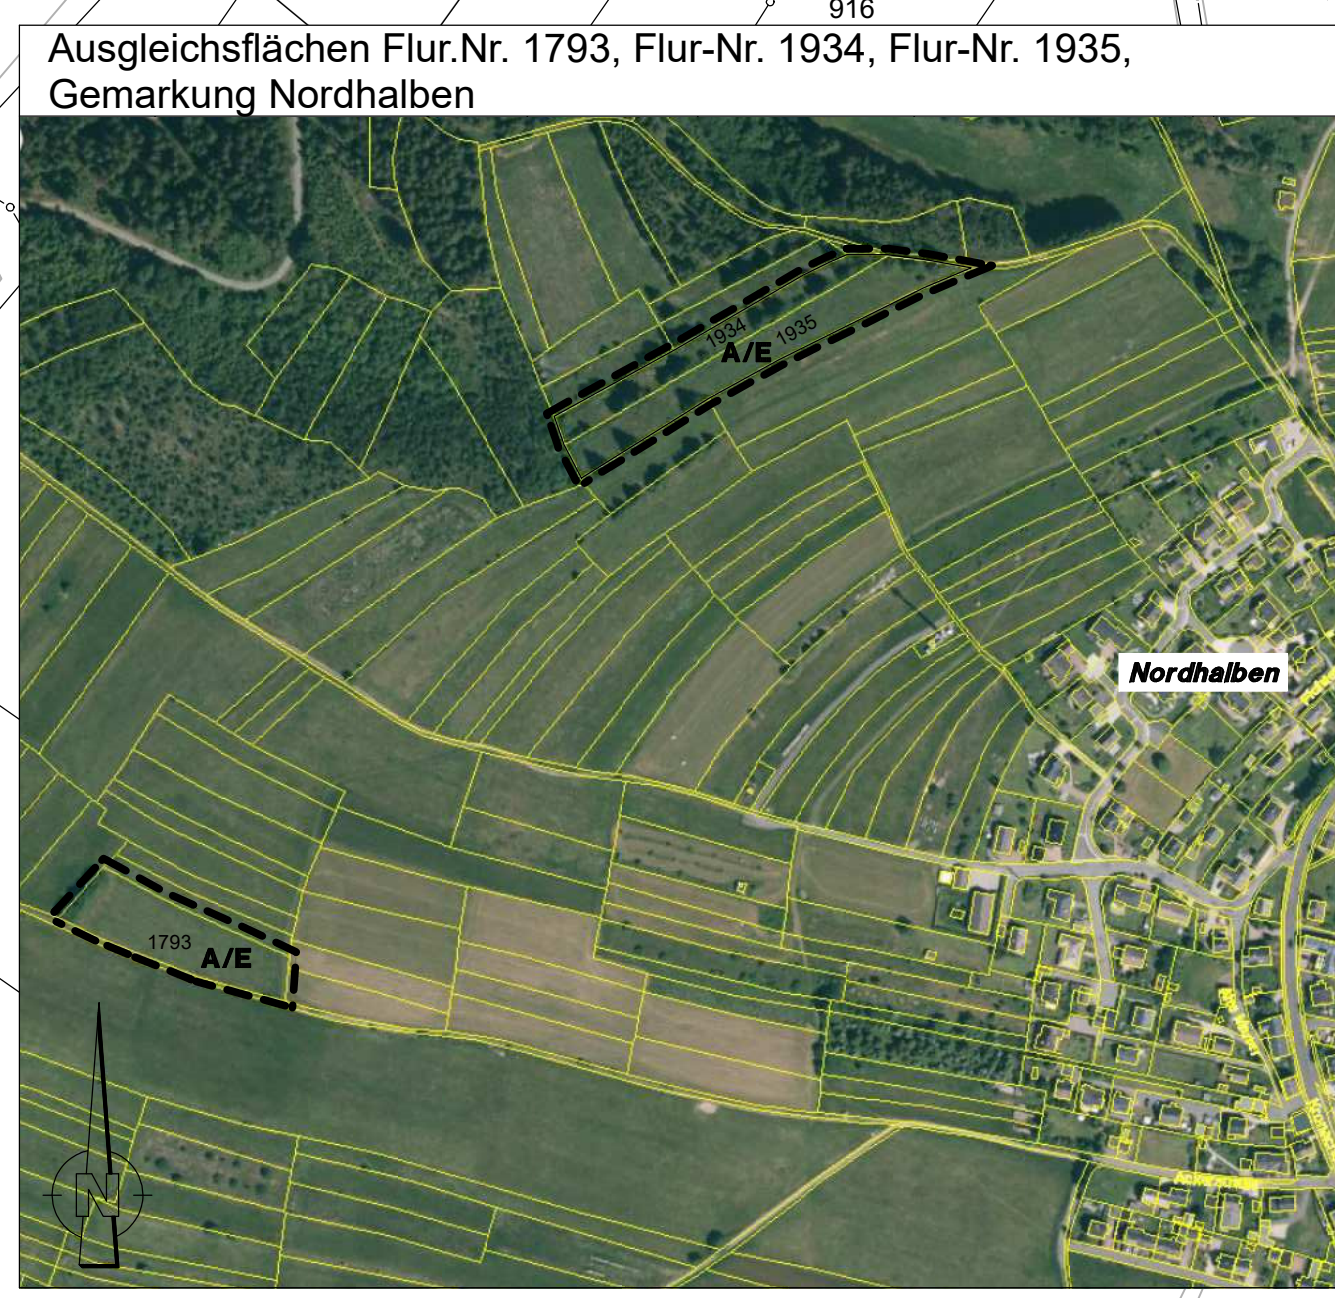 916
Ausgleichsflächen Flur.Nr. 1793, Flur-Nr. 1934, Flur-Nr. 1935,
Gemarkung Nordhalben
1934
1935
A/E
Nordhalben
1793
A/E
N